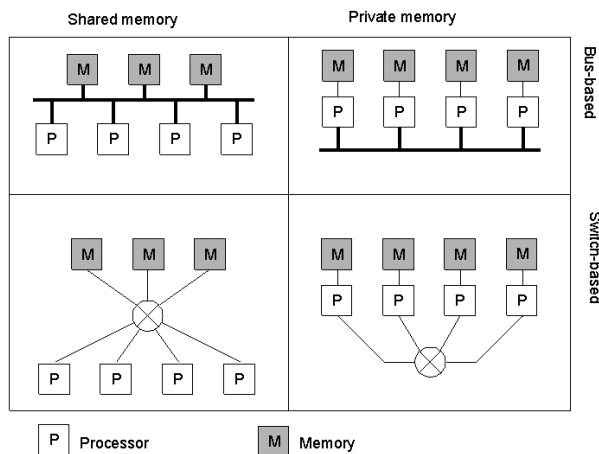 Shared memory
Private memory
M M M
P P P P
M M M M
P P P P
Bus-based
M M M
P P P P
M M M M
P P P P
Switch-based
P Processor
M Memory